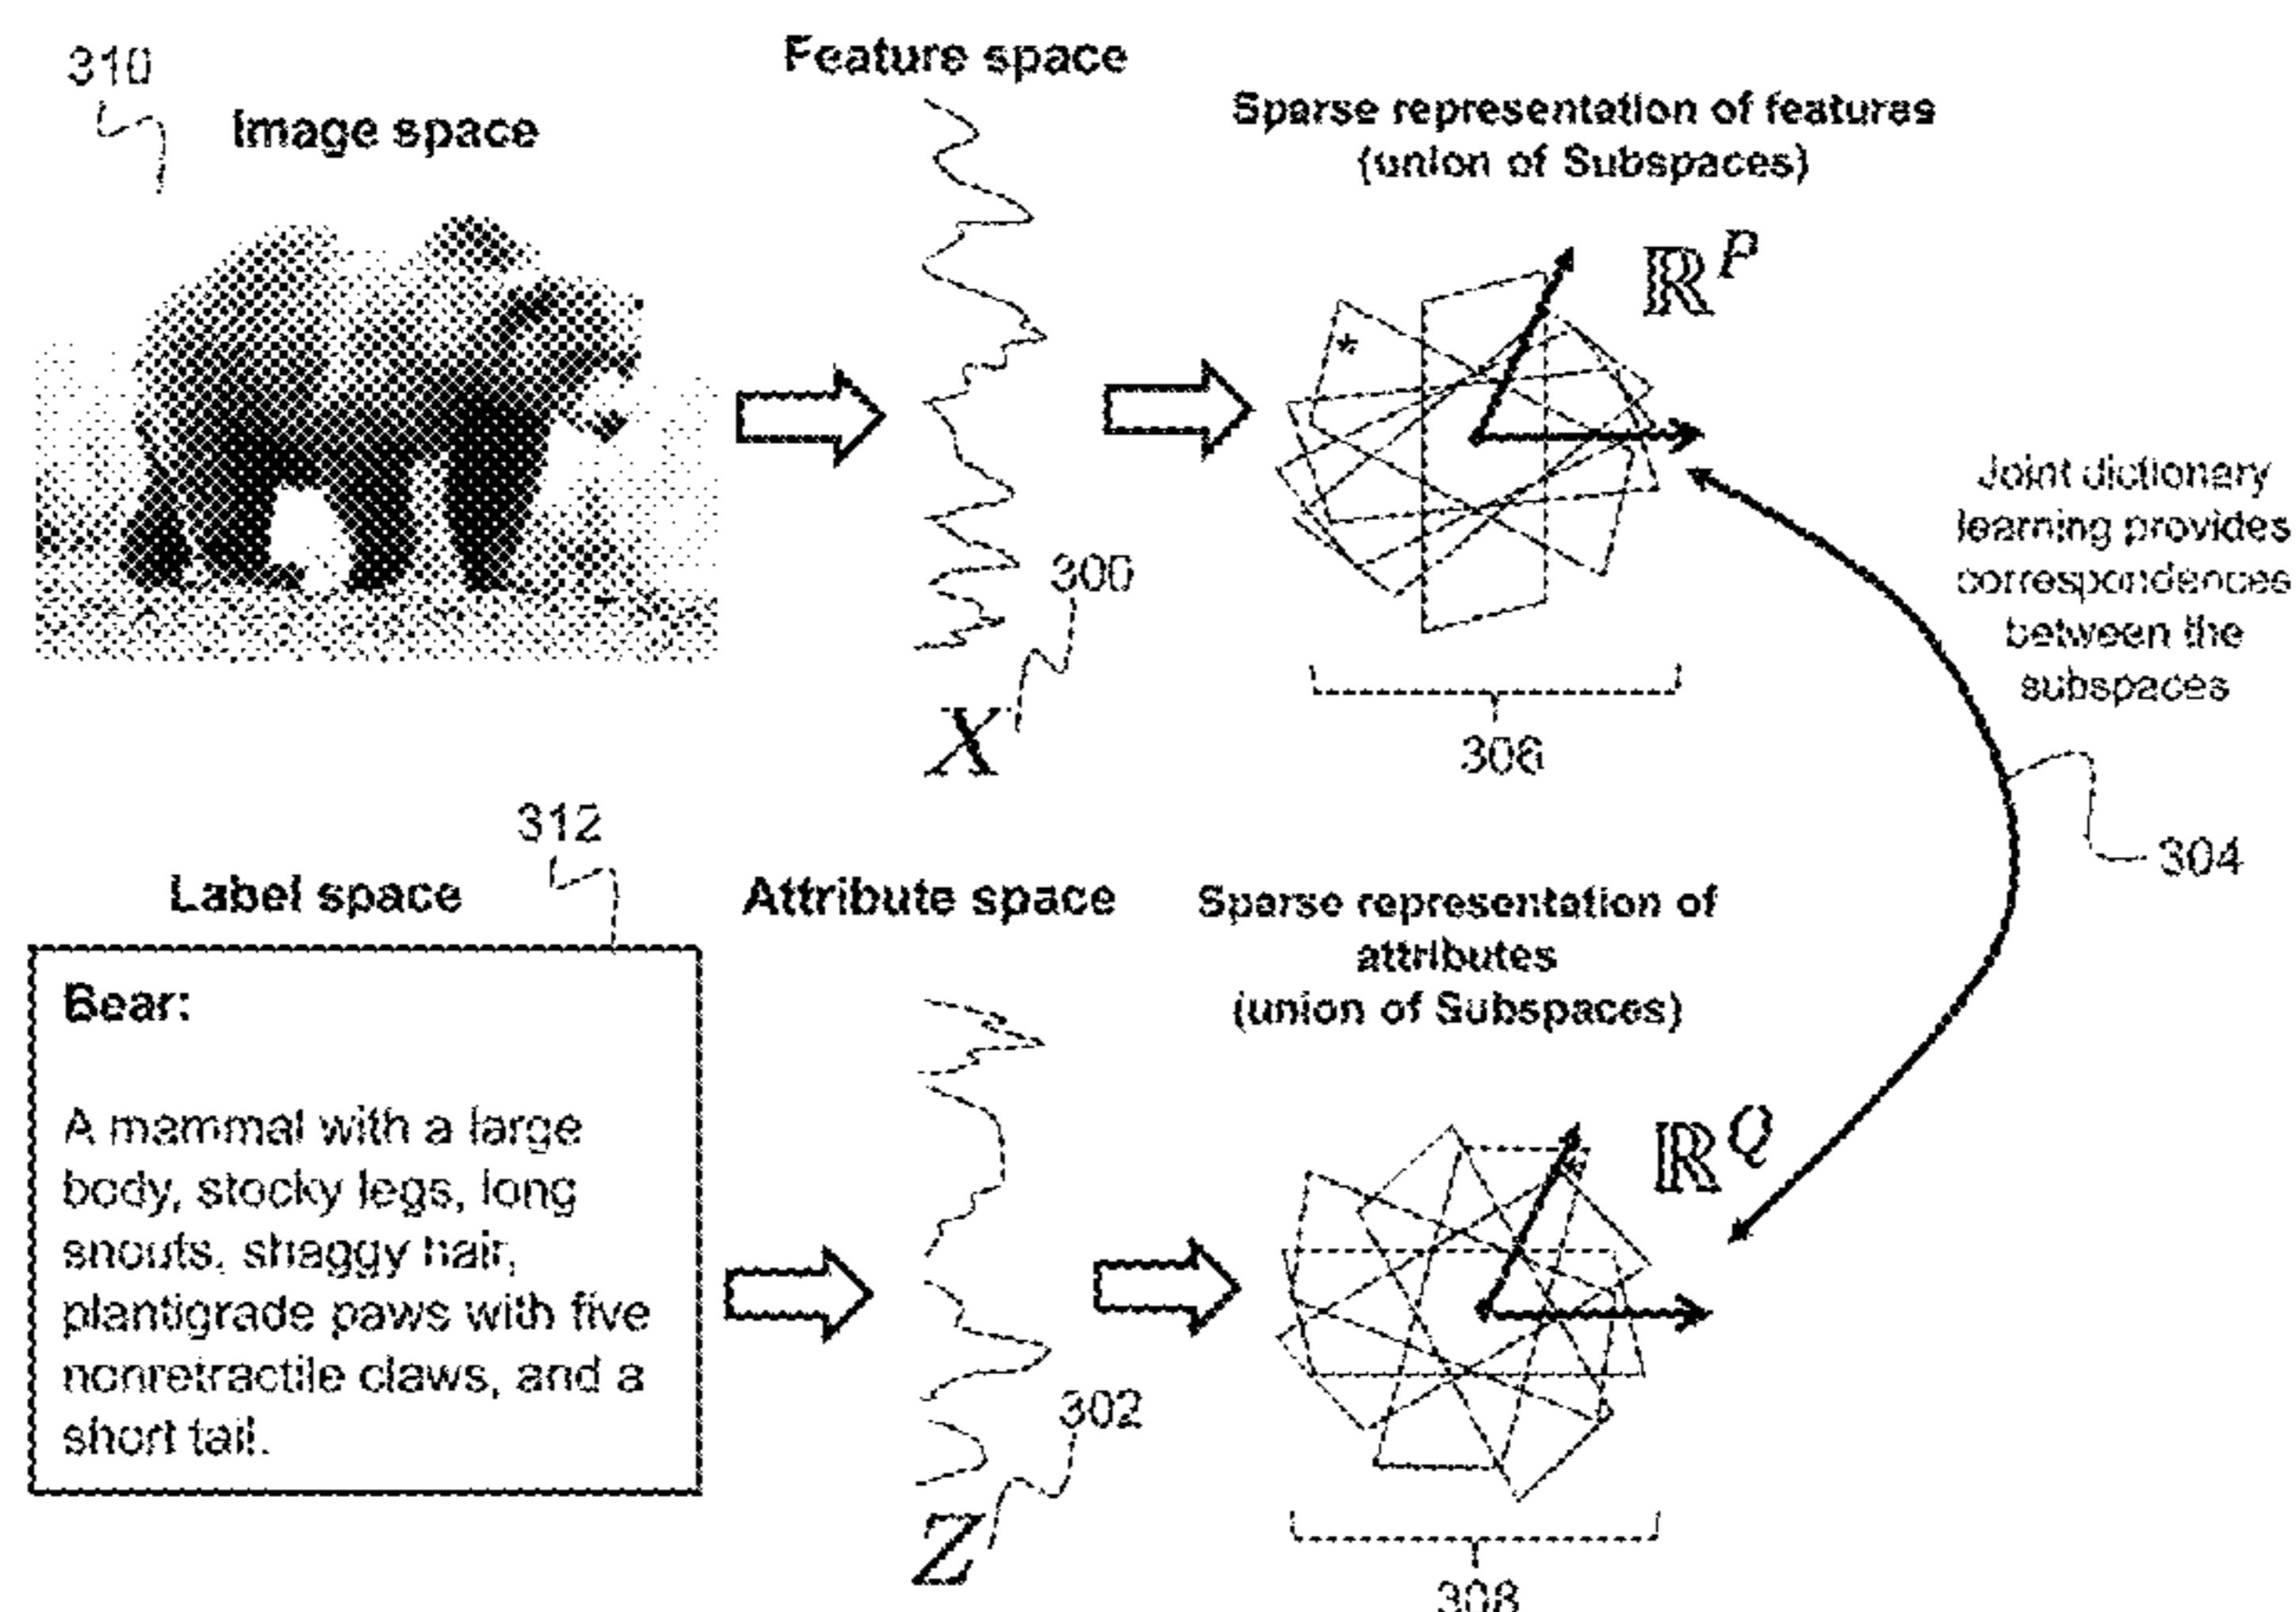 310
Image space
Feature space
Sparse representation of features
(union of Subspaces)
ℝ^P
*
300
X
306
Joint dictionary
learning provides
correspondences
between the
subspaces
304
312
Label space
Bear:
A mammal with a large
body, stocky legs, long
snouts, shaggy hair,
plantigrade paws with five
nonretractile claws, and a
short tail.
Attribute space
Sparse representation of
attributes
(union of Subspaces)
ℝ^Q
*
302
Z
308